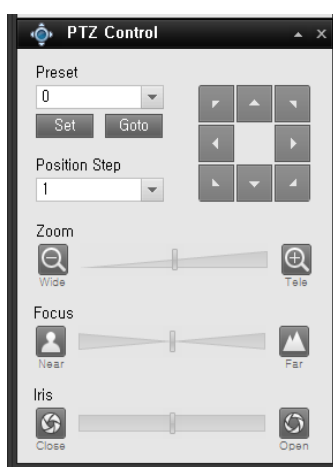 PTZ Control
Preset
0
Set Goto
Position Step
1
Zoom
Wide Tele
Focus
Near Far
Iris
Close Open